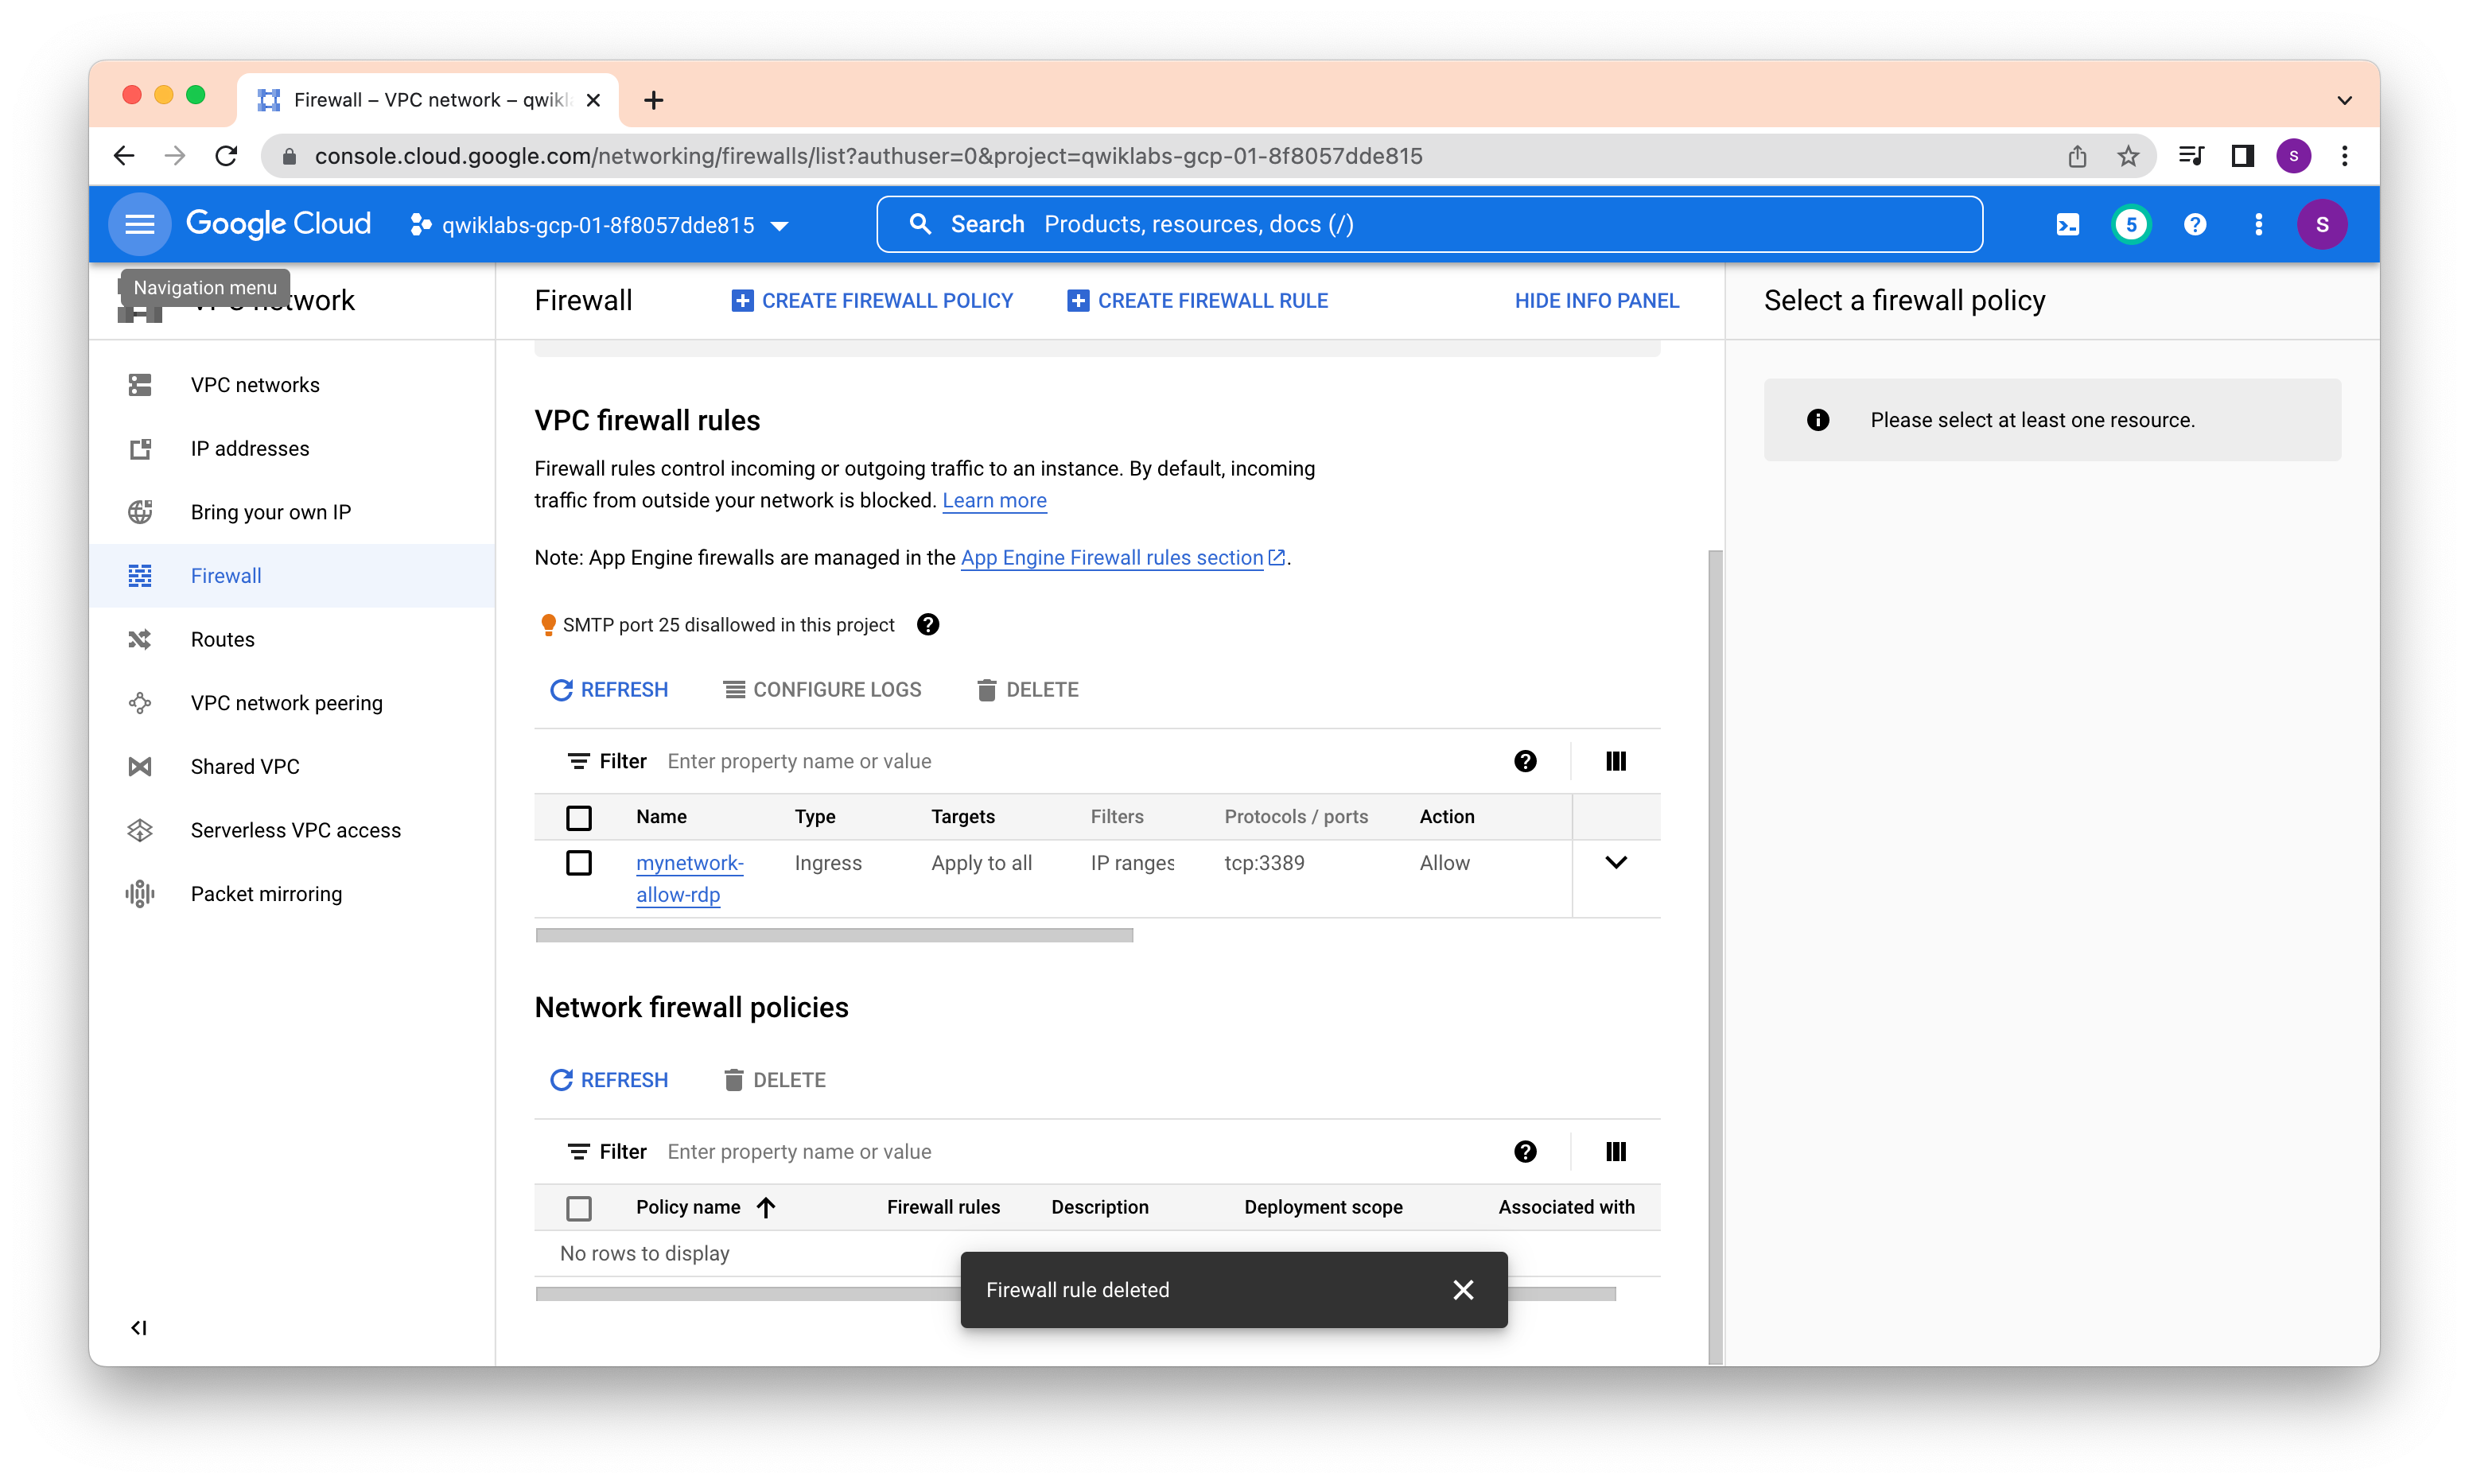 Firewall – VPC network – qwikl
console.cloud.google.com/networking/firewalls/list?authuser=0&project=qwiklabs-gcp-01-8f8057dde815
S
Google Cloud
qwiklabs-gcp-01-8f8057dde815
Search Products, resources, docs (/)
5
S
Navigation menu
network
Firewall
CREATE FIREWALL POLICY
CREATE FIREWALL RULE
HIDE INFO PANEL
Select a firewall policy
VPC networks
IP addresses
Bring your own IP
Firewall
Routes
VPC network peering
Shared VPC
Serverless VPC access
Packet mirroring
VPC firewall rules
Firewall rules control incoming or outgoing traffic to an instance. By default, incoming
traffic from outside your network is blocked. Learn more
Note: App Engine firewalls are managed in the App Engine Firewall rules section.
SMTP port 25 disallowed in this project
REFRESH CONFIGURE LOGS DELETE
Filter Enter property name or value
Name Type Targets Filters Protocols / ports Action
mynetwork- Ingress Apply to all IP ranges tcp:3389 Allow
allow-rdp
Network firewall policies
REFRESH DELETE
Filter Enter property name or value
Policy name Firewall rules Description Deployment scope Associated with
No rows to display
Firewall rule deleted
Please select at least one resource.